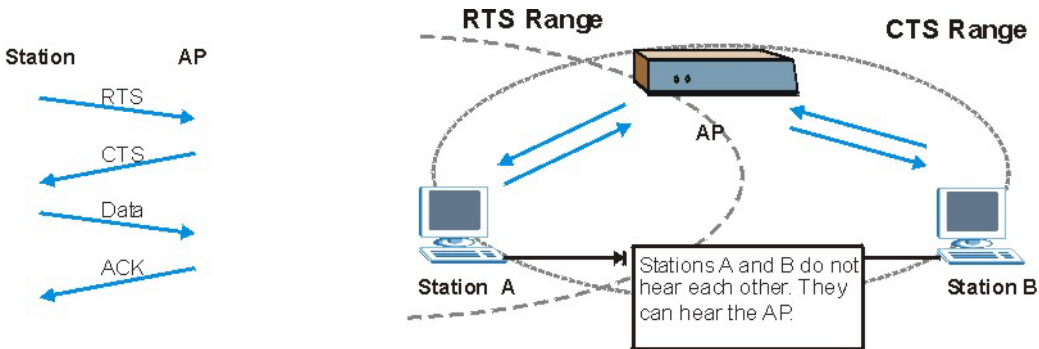 RTS Range
CTS Range
Station AP
RTS
CTS
Data
ACK
AP
Station A
Stations A and B do not
hear each other. They
can hear the AP.
Station B